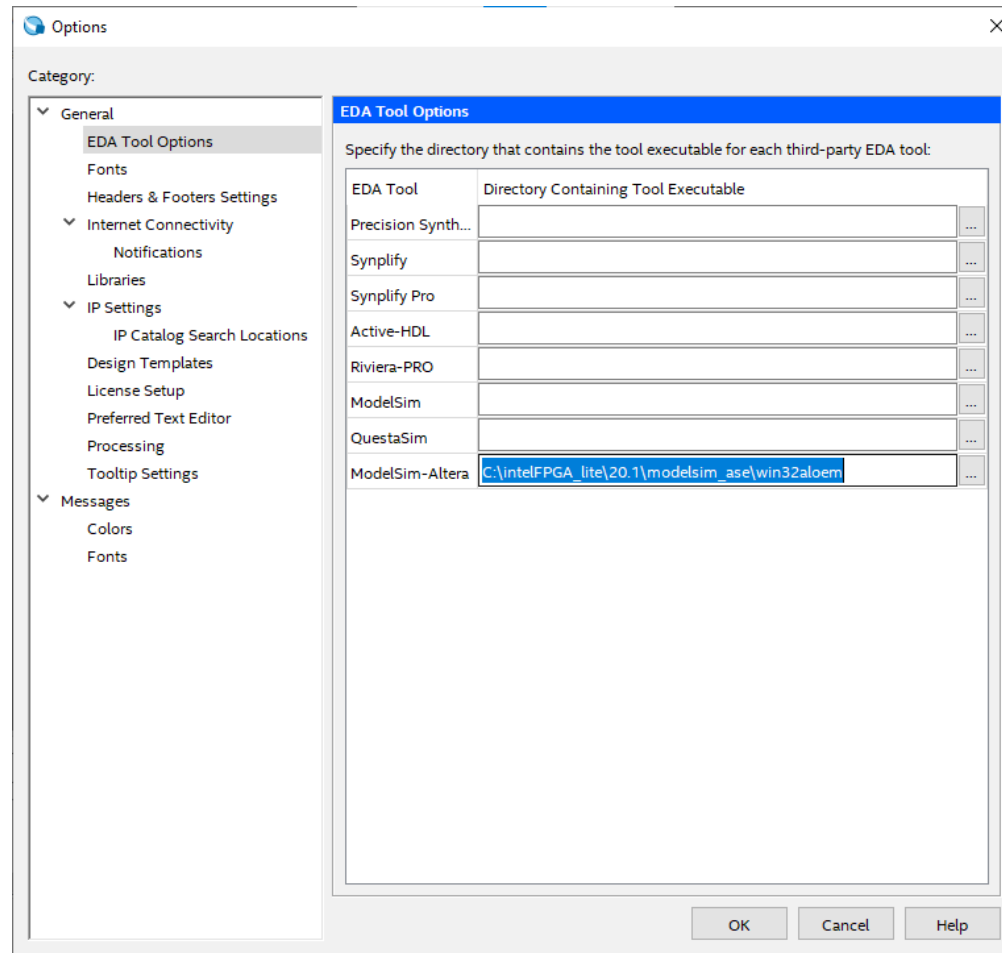 Options
Category:
General
EDA Tool Options
Fonts
Headers & Footers Settings
Internet Connectivity
Notifications
Libraries
IP Settings
IP Catalog Search Locations
Design Templates
License Setup
Preferred Text Editor
Processing
Tooltip Settings
Messages
Colors
Fonts
EDA Tool Options
Specify the directory that contains the tool executable for each third-party EDA tool:
EDA Tool Directory Containing Tool Executable
Precision Synth... ...
Synplify ...
Synplify Pro ...
Active-HDL ...
Riviera-PRO ...
ModelSim ...
QuestaSim ...
ModelSim-Altera C:\intelFPGA_lite\20.1\modelsim_ase\win32aloem ...
OK Cancel Help